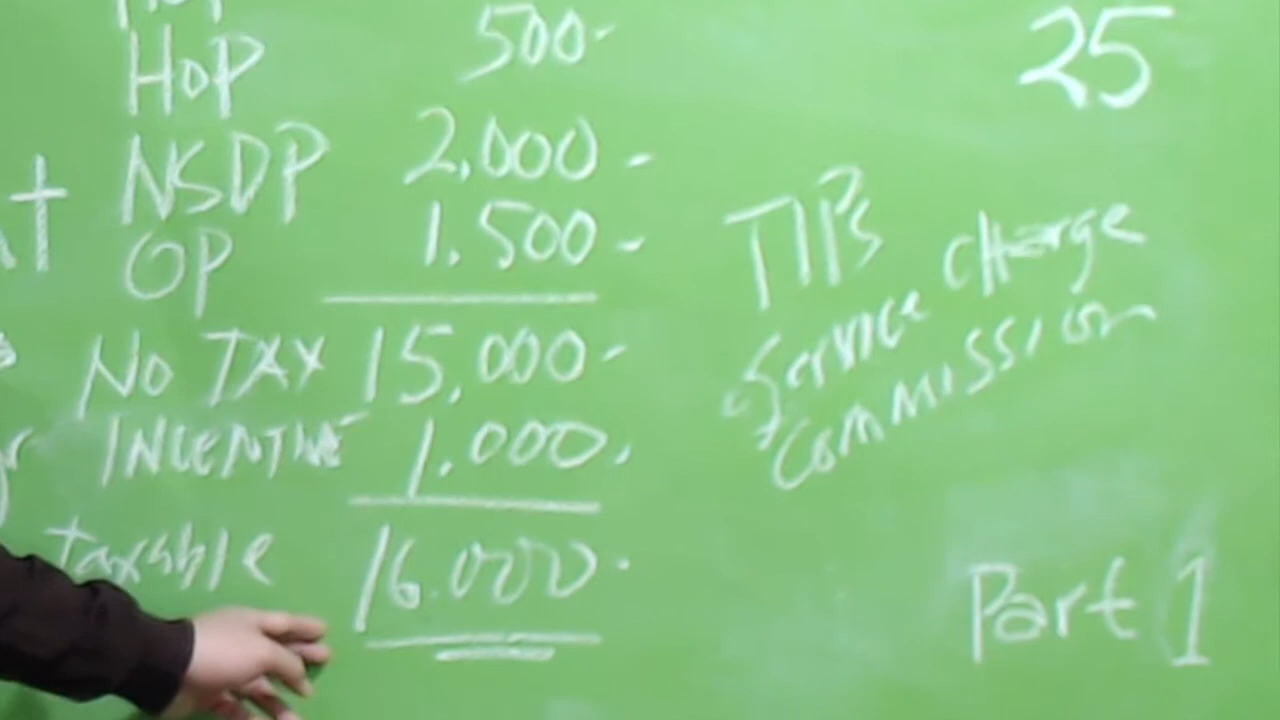 HOP 500-
25
NSDP 2,000-
OP 1.500-
TIPs
Service Charge
Commission
No TAX 15,000-
INCENTIVE 1.000.
taxable 16.000.
Part 1